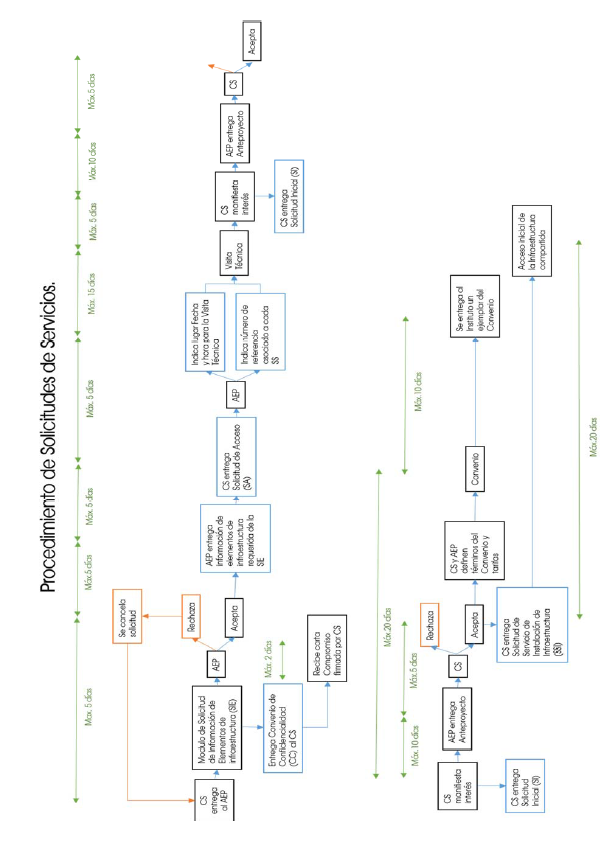 Procedimiento de Solicitudes de Servicios.
Máx. 5 días
Máx.5 días
Máx. 5 días
Máx. 5 días
Máx. 15 días
Máx. 5 días
Máx.10 días
Máx.5 días
CS
entrega
al AEP
Se cancela
solicitud
Modulo de Solicitud
de Información de
Elementos de
Infraestructura (SIE)
AEP
Rechaza
Acepta
Entrega Convenio de
Confidencialidad
(CC) al CS
Máx. 2 días
Recibe carta
Compromiso
firmada por CS
AEP entrega
información de
elementos de
infraestructura
requerida de la
SIE
CS entrega
Solicitud de Acceso
(SA)
AEP
Indica lugar Fecha
y hora para la Visita
Técnica
Indica número de
referencia
asociado a cada
SS
Visita
Técnica
CS
manifiesta
interés
CS entrega
Solicitud Inicial (SI)
AEP entrega
Anteproyecto
CS
Acepta
Máx.20 días
Máx.10 días
Máx.5 días
Máx.10 días
Máx.20 días
CS
manifiesta
interés
CS entrega
Solicitud
Inicial (SI)
AEP entrega
Anteproyecto
CS
Rechaza
Acepta
CS entrega
Solicitud de
Servicio de
Instalación de
Infraestructura
(SSI)
CS y AEP
definen
términos del
Convenio y
tarifas
Convenio
Se entrega al
Instituto un
ejemplar del
Convenio
Acceso inicial de
la Infraestructura
compartida